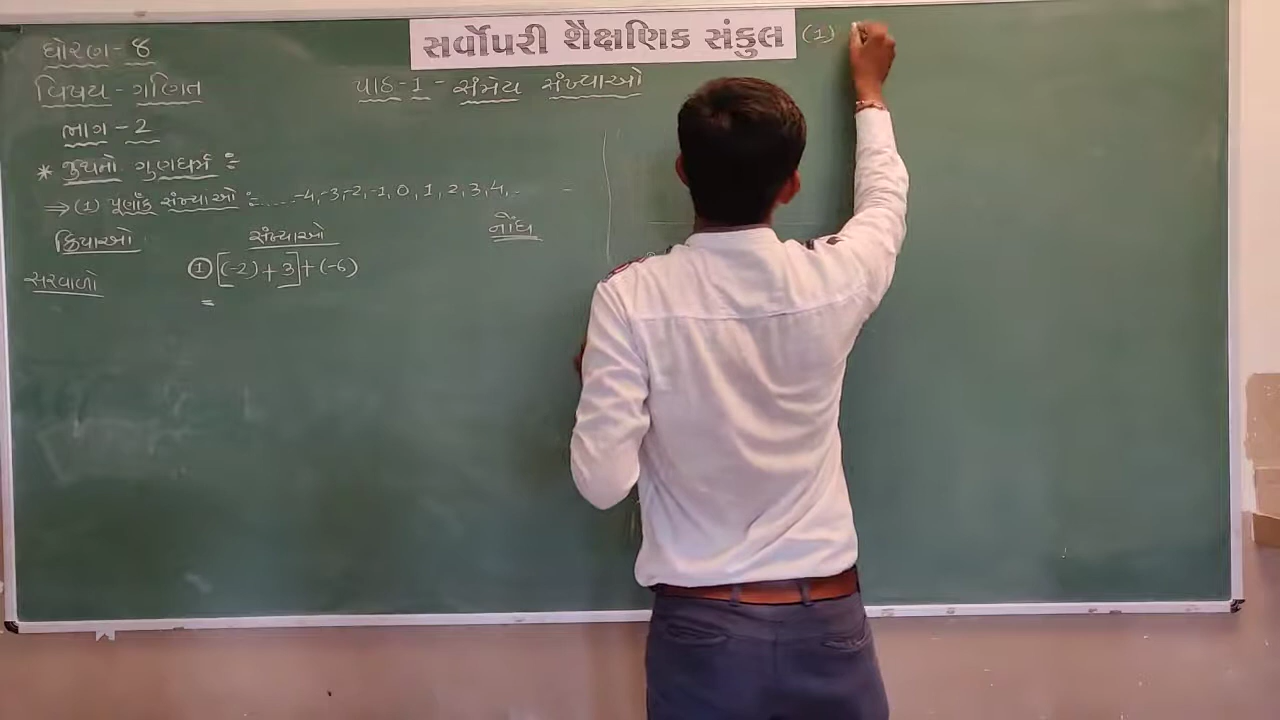 સર્વોપરી શૈક્ષણિક સંકુલ (1)
ધોરણ-8
વિષય - ગણિત
પાઠ-1 - સંમેય સંખ્યાઓ
ભાગ - 2
* જુથનો ગુણધર્મ :-
⇒ (1) પૂર્ણાંક સંખ્યાઓ :- ..... -4, -3, -2, -1, 0, 1, 2, 3, 4, . .
ક્રિયાઓ સંખ્યાઓ નોંધ
સરવાળો ① [(-2) + 3] + (-6)
=